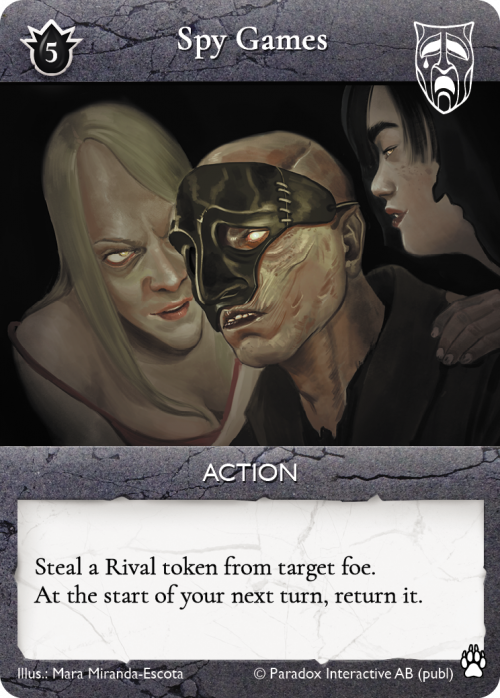 5
Spy Games
ACTION
Steal a Rival token from target foe.
At the start of your next turn, return it.
Illus.: Mara Miranda-Escota
© Paradox Interactive AB (publ)